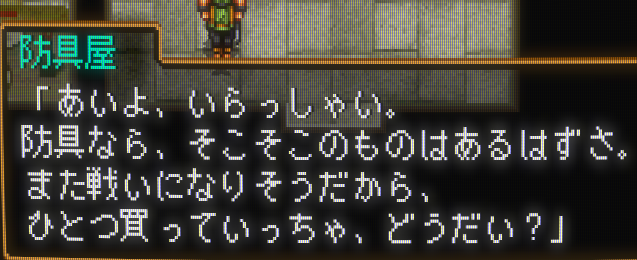 防具屋
「あいよ、いらっしゃい。
防具なら、そこそこのものはあるはずさ。
また戦いになりそうだから、
ひとつ買っていっちゃ、どうだい？」